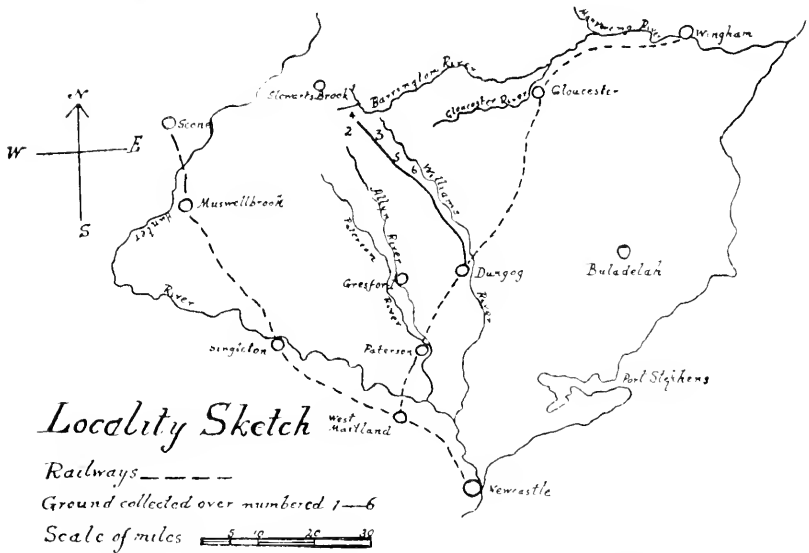 Manning River
Wingham
Barrington River
Stewarts Brook
Gloucester River
Gloucester
N
W
E
S
Scone
4
2
3
5
6
Williams
River
Muswellbrook
Hunter
River
Allyn
River
Paterson
River
Gresford
Dungog
Buladelah
Singleton
Paterson
Port Stephens
West
Maitland
Newcastle
Locality Sketch
Railways
Ground collected over numbered 1—6
Scale of miles
5 10 20 30